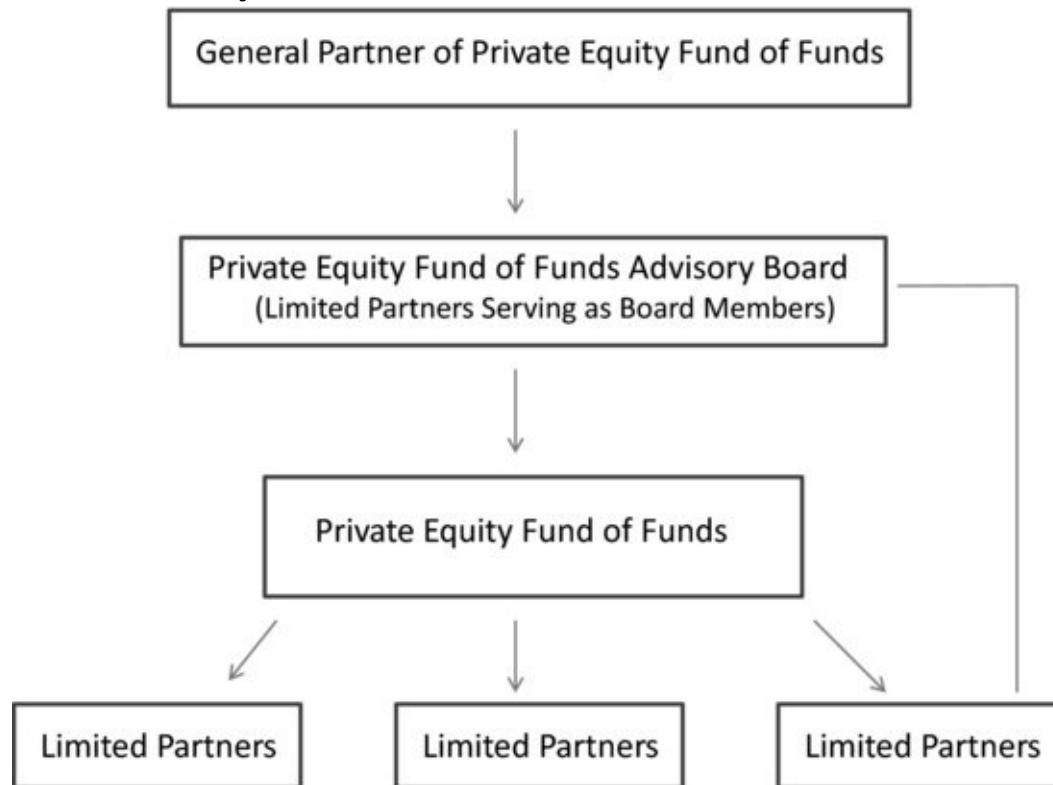 General Partner of Private Equity Fund of Funds
Private Equity Fund of Funds Advisory Board
(Limited Partners Serving as Board Members)
Private Equity Fund of Funds
Limited Partners
Limited Partners
Limited Partners